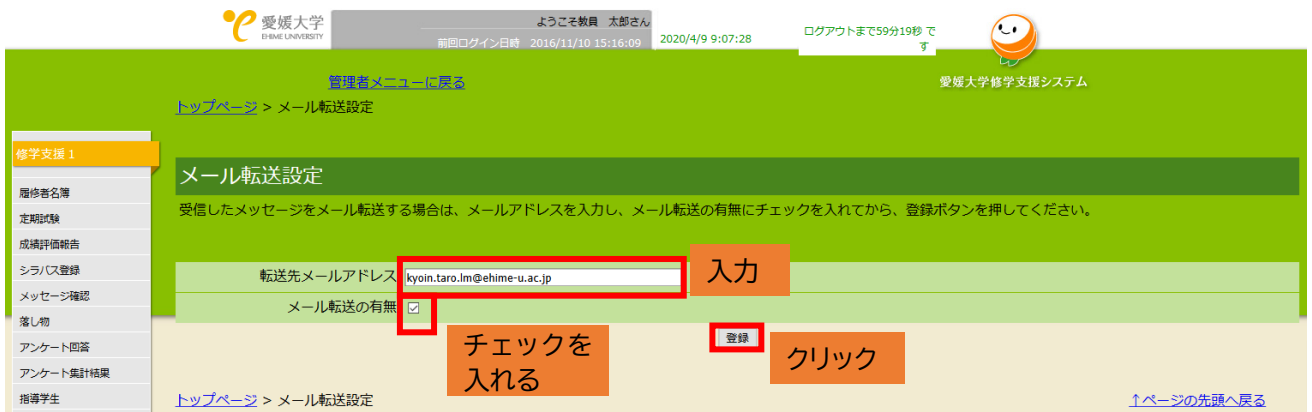 愛媛大学
EHIME UNIVERSITY
ようこそ教員 太郎さん
前回ログイン日時 2016/11/10 15:16:09
2020/4/9 9:07:28
ログアウトまで59分19秒 で
す
愛媛大学修学支援システム
管理者メニューに戻る
トップページ > メール転送設定
修学支援 1
履修者名簿
定期試験
成績評価報告
シラバス登録
メッセージ確認
落し物
アンケート回答
アンケート集計結果
指導学生
メール転送設定
受信したメッセージをメール転送する場合は、メールアドレスを入力し、メール転送の有無にチェックを入れてから、登録ボタンを押してください。
転送先メールアドレス kyoin.taro.lm@ehime-u.ac.jp
入力
メール転送の有無
チェックを
入れる
登録
クリック
トップページ > メール転送設定
↑ページの先頭へ戻る